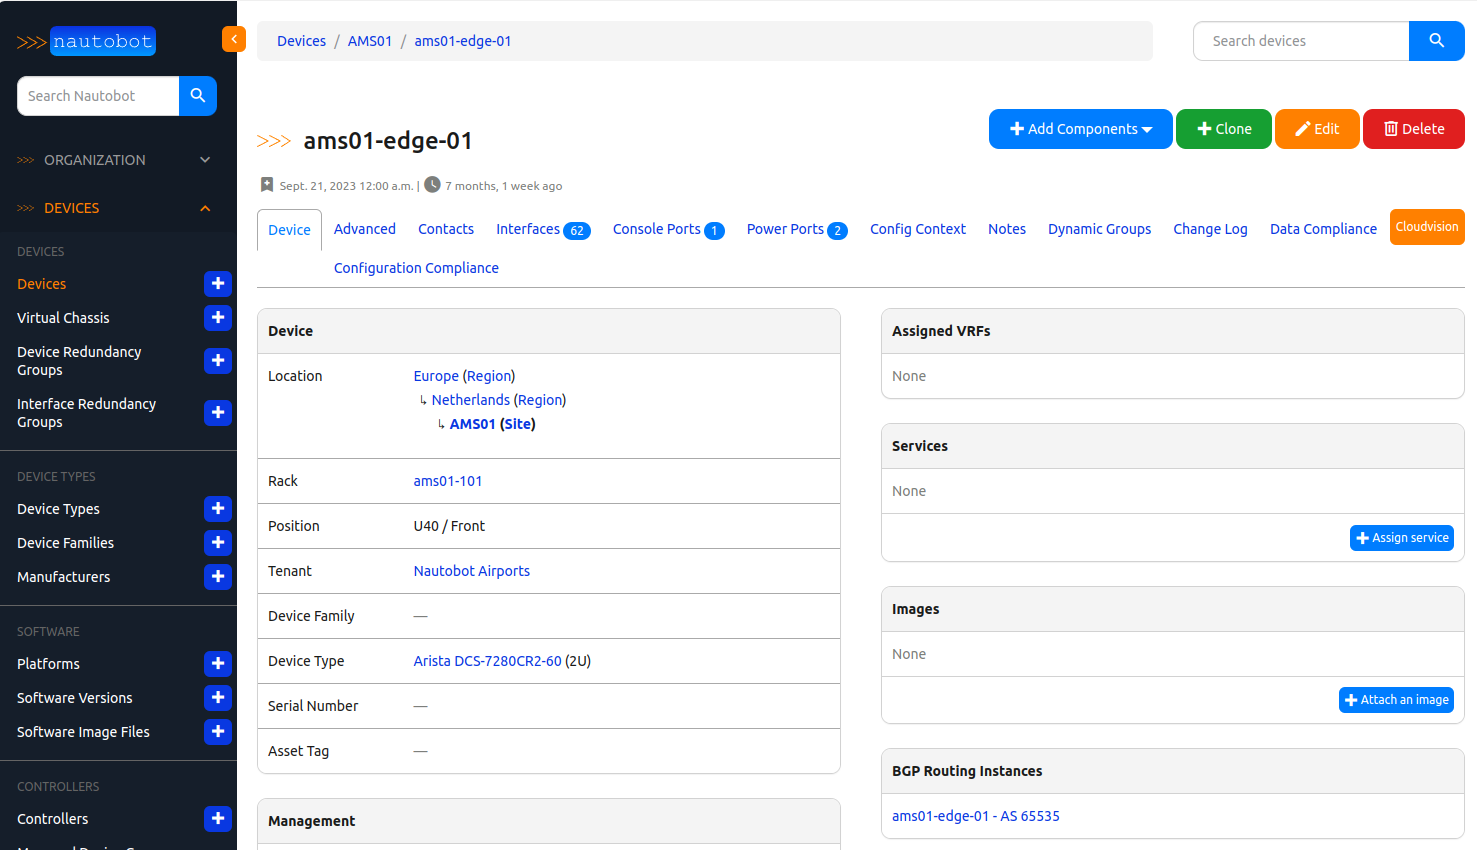 >>> nautobot
Devices / AMS01 / ams01-edge-01
Search devices
Search Nautobot
>>> ORGANIZATION
>>> DEVICES
DEVICES
Devices
Virtual Chassis
Device Redundancy
Groups
Interface Redundancy
Groups
DEVICE TYPES
Device Types
Device Families
Manufacturers
SOFTWARE
Platforms
Software Versions
Software Image Files
CONTROLLERS
Controllers
+ Add Components
+ Clone
Edit
Delete
>>> ams01-edge-01
Sept. 21, 2023 12:00 a.m. | 7 months, 1 week ago
Device Advanced Contacts Interfaces 62 Console Ports 1 Power Ports 2 Config Context Notes Dynamic Groups Change Log Data Compliance Cloudvision
Configuration Compliance
Device
Location Europe (Region)
↳ Netherlands (Region)
↳ AMS01 (Site)
Rack ams01-101
Position U40 / Front
Tenant Nautobot Airports
Device Family —
Device Type Arista DCS-7280CR2-60 (2U)
Serial Number —
Asset Tag —
Management
Assigned VRFs
None
Services
None
+ Assign service
Images
None
+ Attach an image
BGP Routing Instances
ams01-edge-01 - AS 65535